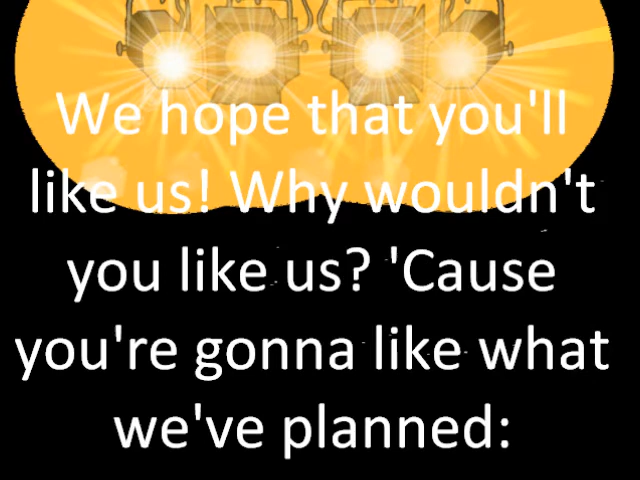 We hope that you'll
like us! Why wouldn't
you like us? 'Cause
you're gonna like what
we've planned: